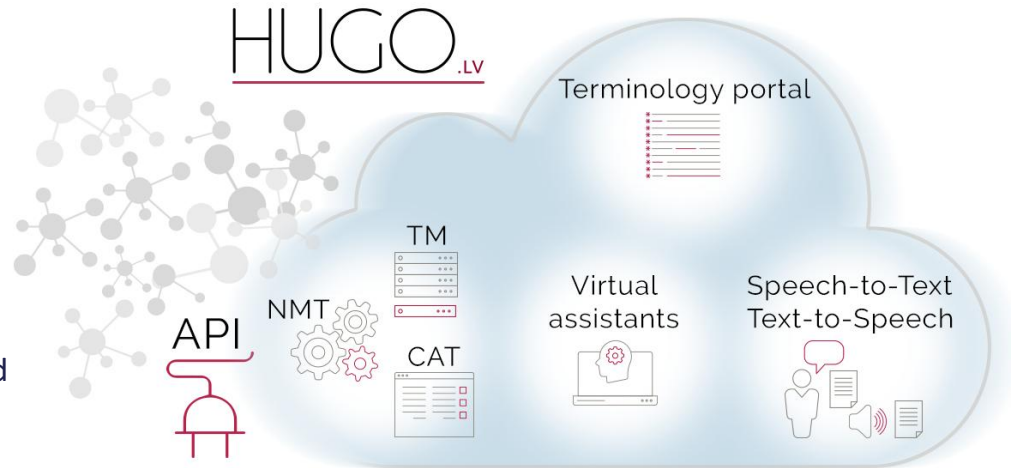 HUGO.LV
Terminology portal
TM
NMT
CAT
API
Virtual
assistants
Speech-to-Text
Text-to-Speech
d